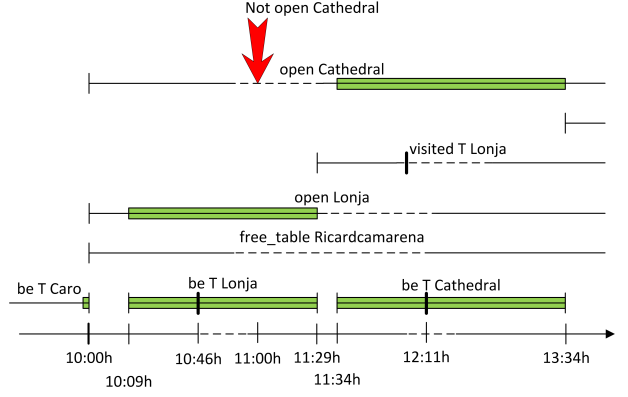 Not open Cathedral
open Cathedral
visited T Lonja
open Lonja
free_table Ricardcamarena
be T Caro
be T Lonja
be T Cathedral
10:00h
10:46h
11:00h
11:29h
12:11h
13:34h
10:09h
11:34h